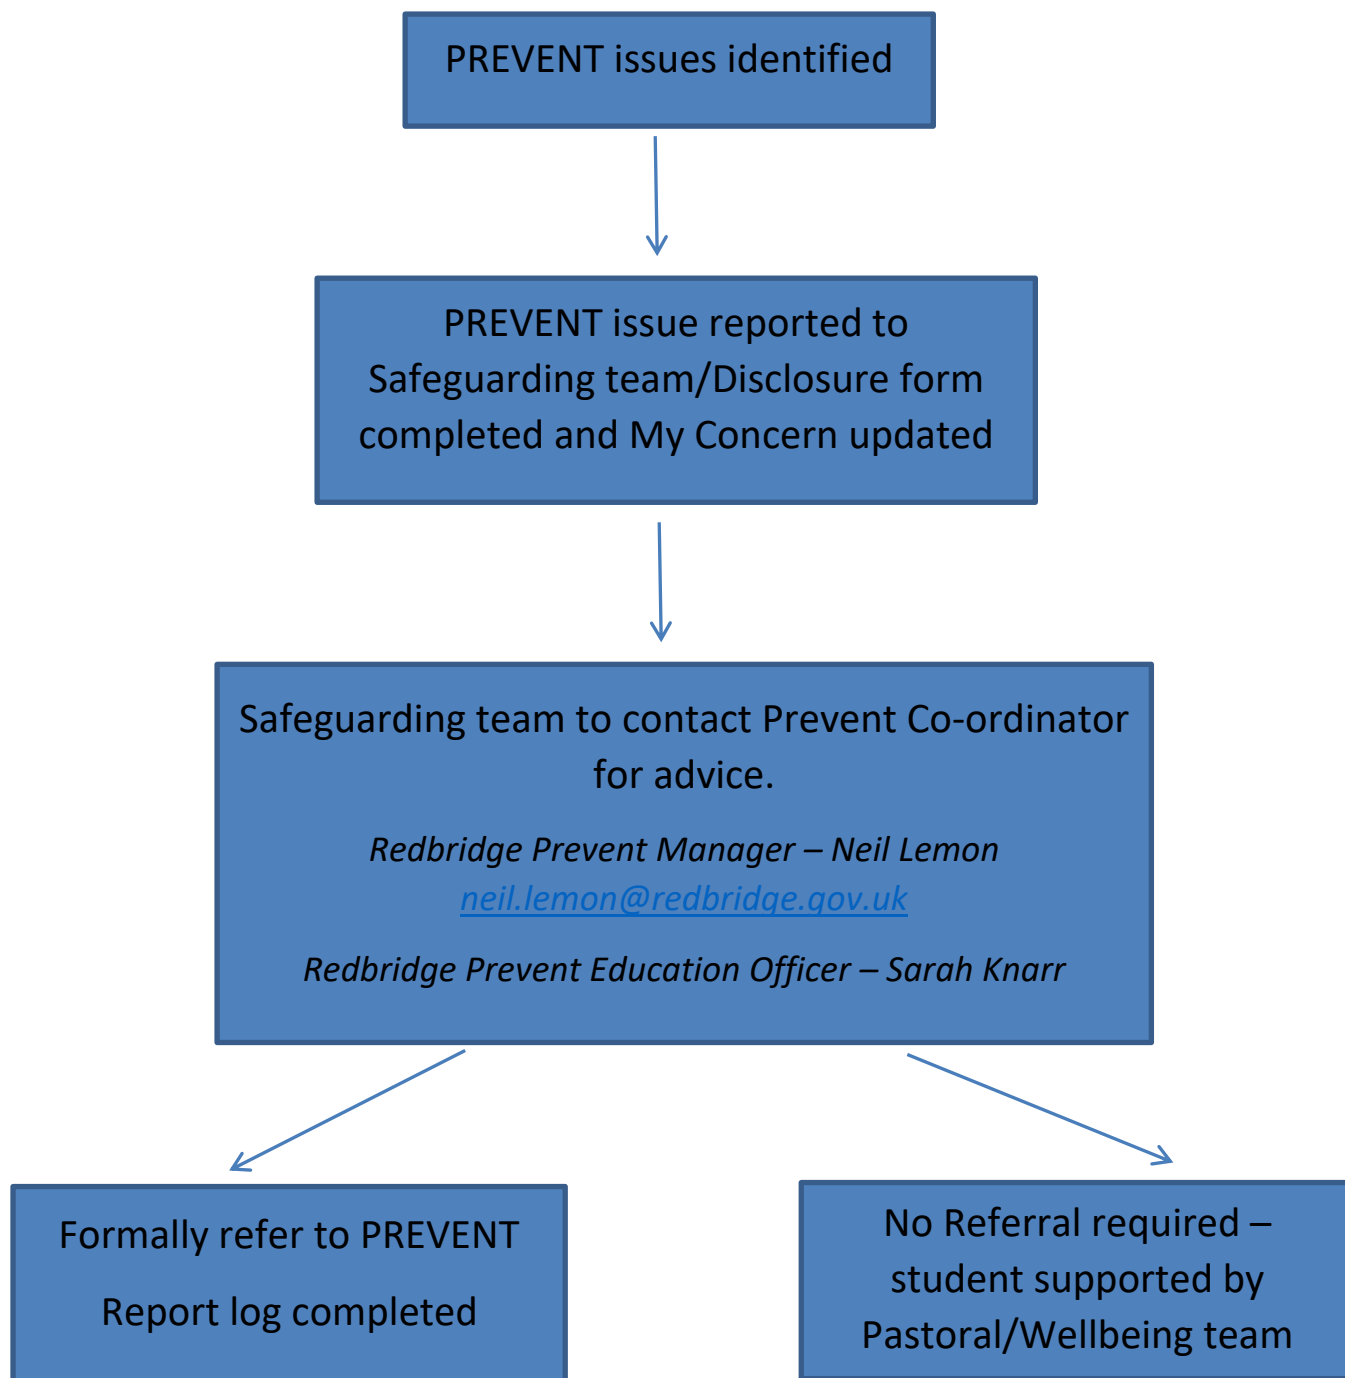 PREVENT issues identified
PREVENT issue reported to
Safeguarding team/Disclosure form
completed and My Concern updated
Safeguarding team to contact Prevent Co-ordinator
for advice.
Redbridge Prevent Manager – Neil Lemon
neil.lemon@redbridge.gov.uk
Redbridge Prevent Education Officer – Sarah Knarr
Formally refer to PREVENT
Report log completed
No Referral required –
student supported by
Pastoral/Wellbeing team